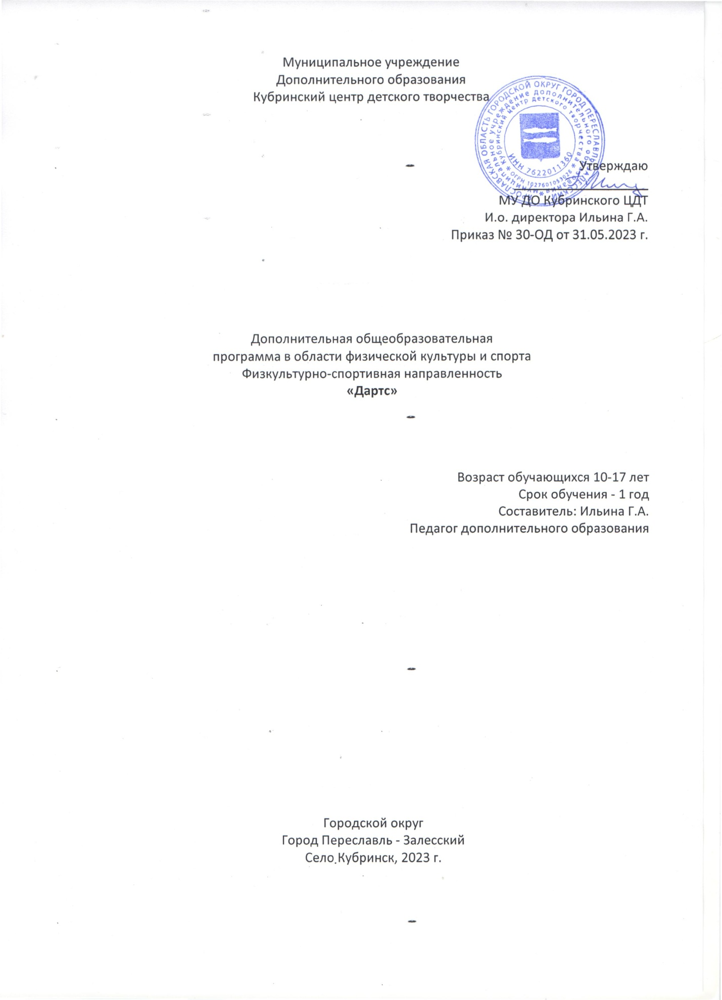 Муниципальное учреждение
Дополнительного образования
Кубринский центр детского творчества
ЯРОСЛАВСКАЯ ОБЛАСТЬ ГОРОДСКОЙ ОКРУГ ГОРОД ПЕРЕСЛАВЛЬ-ЗАЛЕССКИЙ
* муниципальное учреждение дополнительного образования
* Кубринский центр детского творчества *
ОГРН 1027601053028
ИНН 7622011360
Утверждаю
МУ ДО Кубринского ЦДТ
И.о. директора Ильина Г.А.
Приказ № 30-ОД от 31.05.2023 г.
Дополнительная общеобразовательная
программа в области физической культуры и спорта
Физкультурно-спортивная направленность
«Дартс»
Возраст обучающихся 10-17 лет
Срок обучения - 1 год
Составитель: Ильина Г.А.
Педагог дополнительного образования
Городской округ
Город Переславль - Залесский
Село Кубринск, 2023 г.